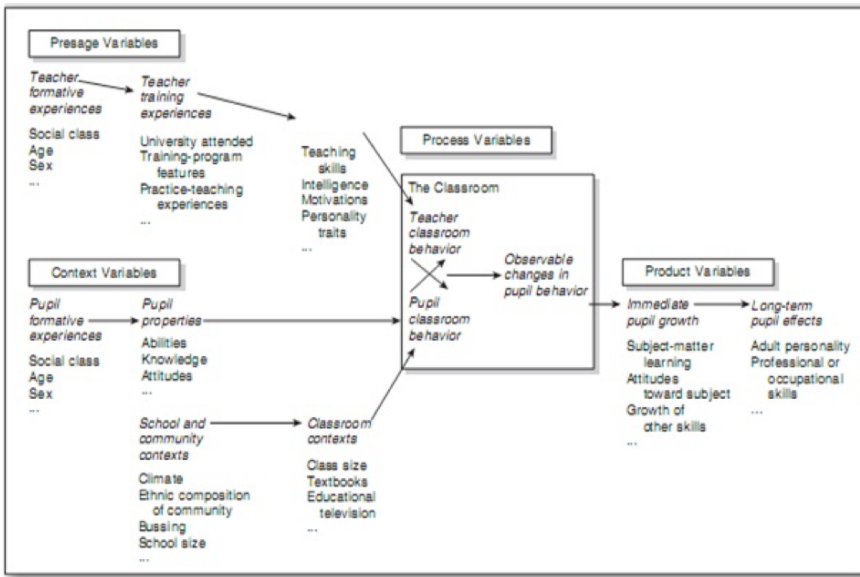 Presage Variables
Teacher
formative
experiences
Social class
Age
Sex
...
Teacher
training
experiences
University attended
Training-program
features
Practice-teaching
experiences
...
Teaching
skills
Intelligence
Motivations
Personality
traits
...
Process Variables
The Classroom
Teacher
classroom
behavior
Pupil
classroom
behavior
Observable
changes in
pupil behavior
Context Variables
Pupil
formative
experiences
Social class
Age
Sex
...
Pupil
properties
Abilities
Knowledge
Attitudes
...
School and
community
contexts
Climate
Ethnic composition
of community
Bussing
School size
...
Classroom
contexts
Class size
Textbooks
Educational
television
...
Product Variables
Immediate
pupil growth
Subject-matter
learning
Attitudes
toward subject
Growth of
other skills
...
Long-term
pupil effects
Adult personality
Professional or
occupational
skills
...